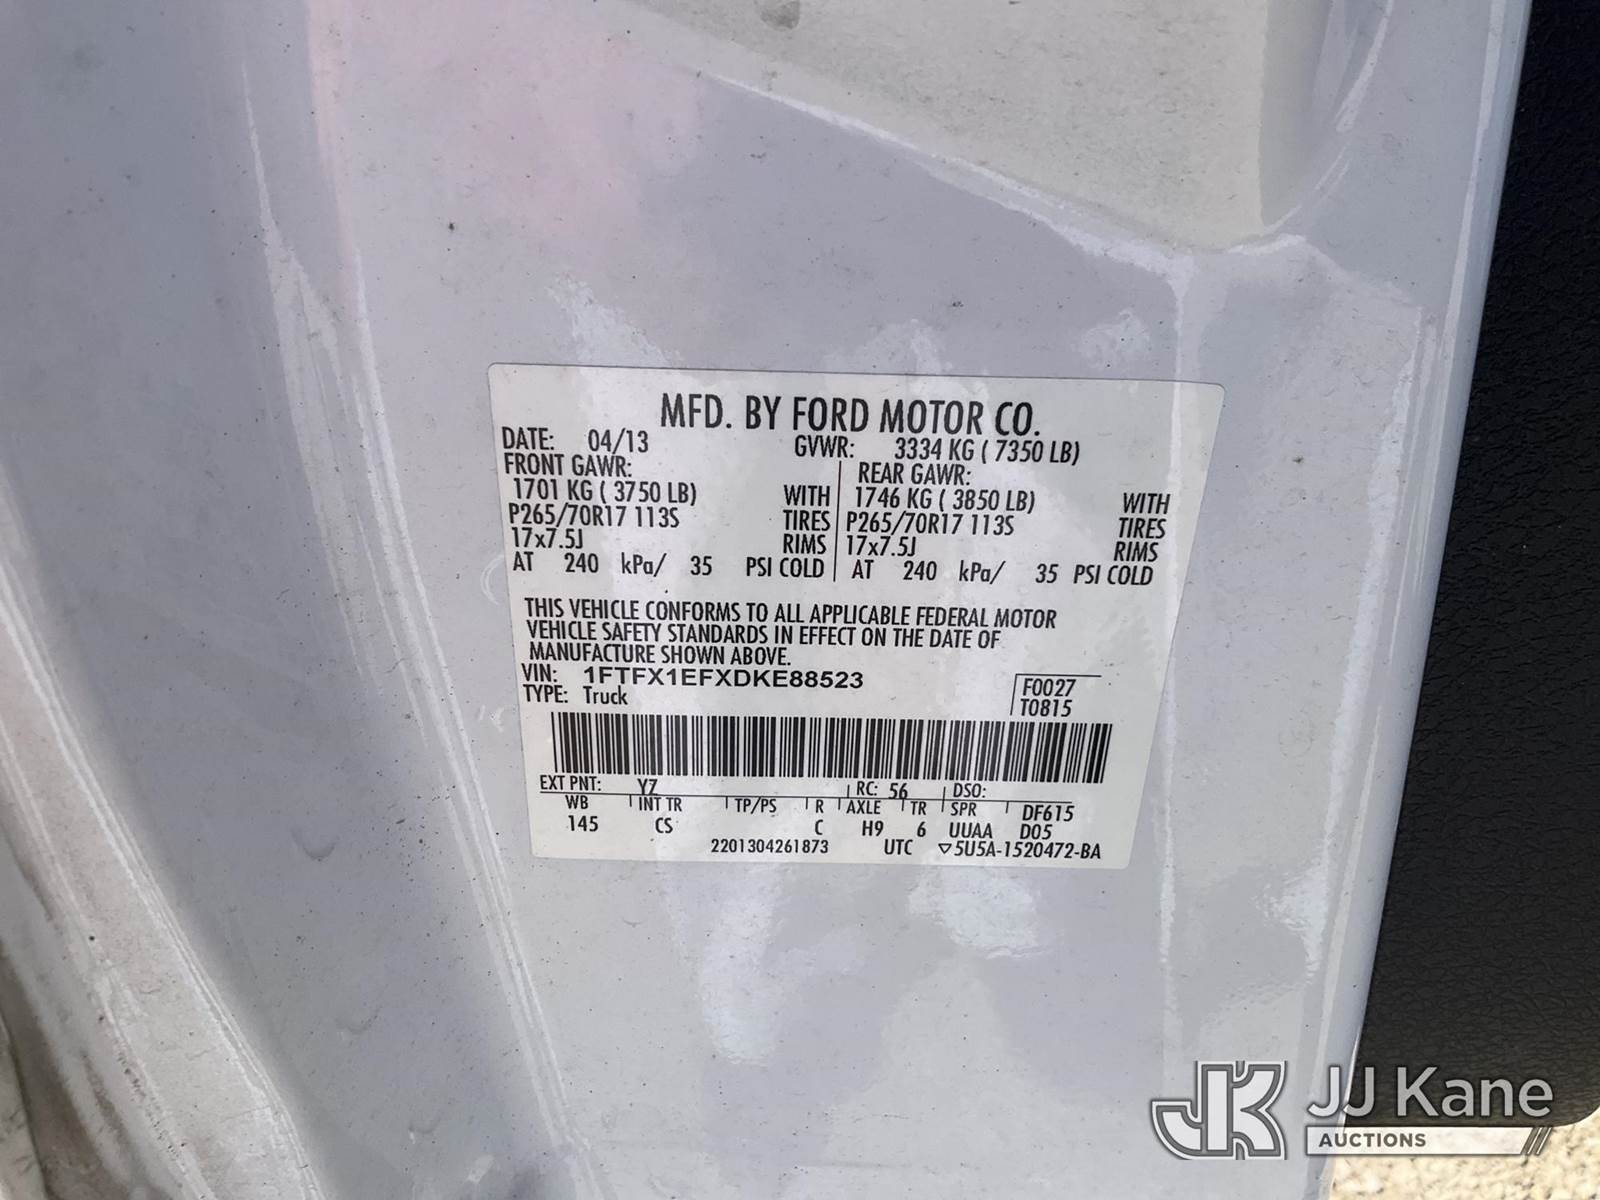 MFD. BY FORD MOTOR CO.
DATE: 04/13 GVWR: 3334 KG ( 7350 LB)
FRONT GAWR: REAR GAWR:
1701 KG ( 3750 LB) WITH 1746 KG ( 3850 LB) WITH
P265/70R17 113S TIRES P265/70R17 113S TIRES
17x7.5J RIMS 17x7.5J RIMS
AT 240 kPa/ 35 PSI COLD AT 240 kPa/ 35 PSI COLD
THIS VEHICLE CONFORMS TO ALL APPLICABLE FEDERAL MOTOR
VEHICLE SAFETY STANDARDS IN EFFECT ON THE DATE OF
MANUFACTURE SHOWN ABOVE.
VIN: 1FTFX1EFXDKE88523
TYPE: Truck
F0027
T0815
EXT PNT: YZ RC: 56 DSO:
WB INT TR TP/PS R AXLE TR SPR DF615
145 CS C H9 6 UUAA D05
2201304261873 UTC ▽5U5A-1520472-BA
JK JJ Kane
AUCTIONS